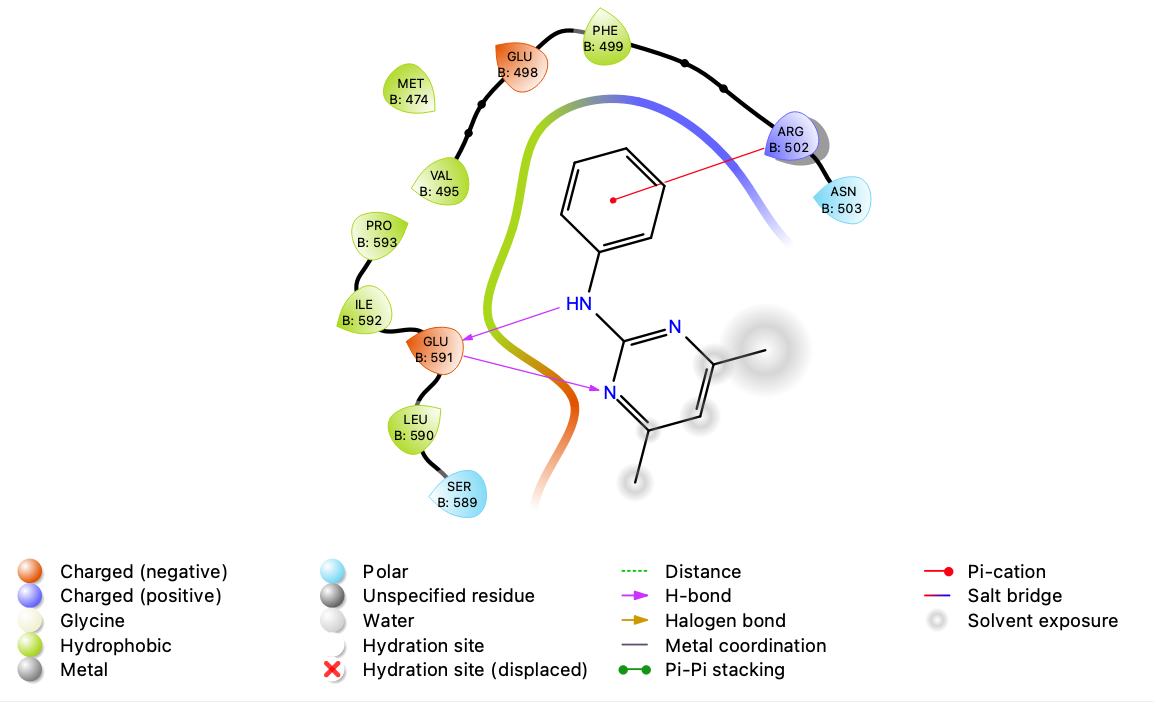 PHE
B: 499
GLU
B: 498
MET
B: 474
ARG
B: 502
VAL
B: 495
ASN
B: 503
PRO
B: 593
ILE
B: 592
HN
N
GLU
B: 591
N
LEU
B: 590
SER
B: 589
Charged (negative)
Charged (positive)
Glycine
Hydrophobic
Metal
Polar
Unspecified residue
Water
Hydration site
Hydration site (displaced)
Distance
H-bond
Halogen bond
Metal coordination
Pi-Pi stacking
Pi-cation
Salt bridge
Solvent exposure